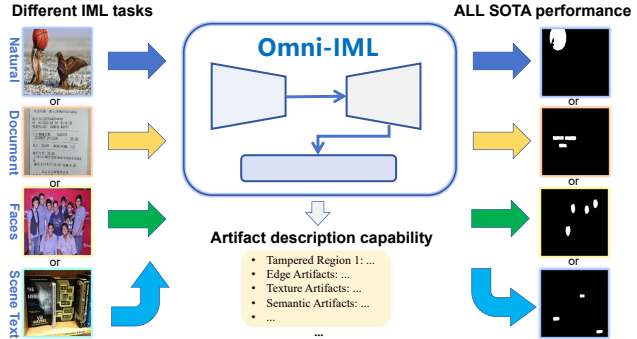 Different IML tasks
ALL SOTA performance
Natural
or
Document
or
Faces
or
Scene Text
Omni-IML
Artifact description capability
• Tampered Region 1: ...
• Edge Artifacts: ...
• Texture Artifacts: ...
• Semantic Artifacts: ...
• ...
...
or
or
or